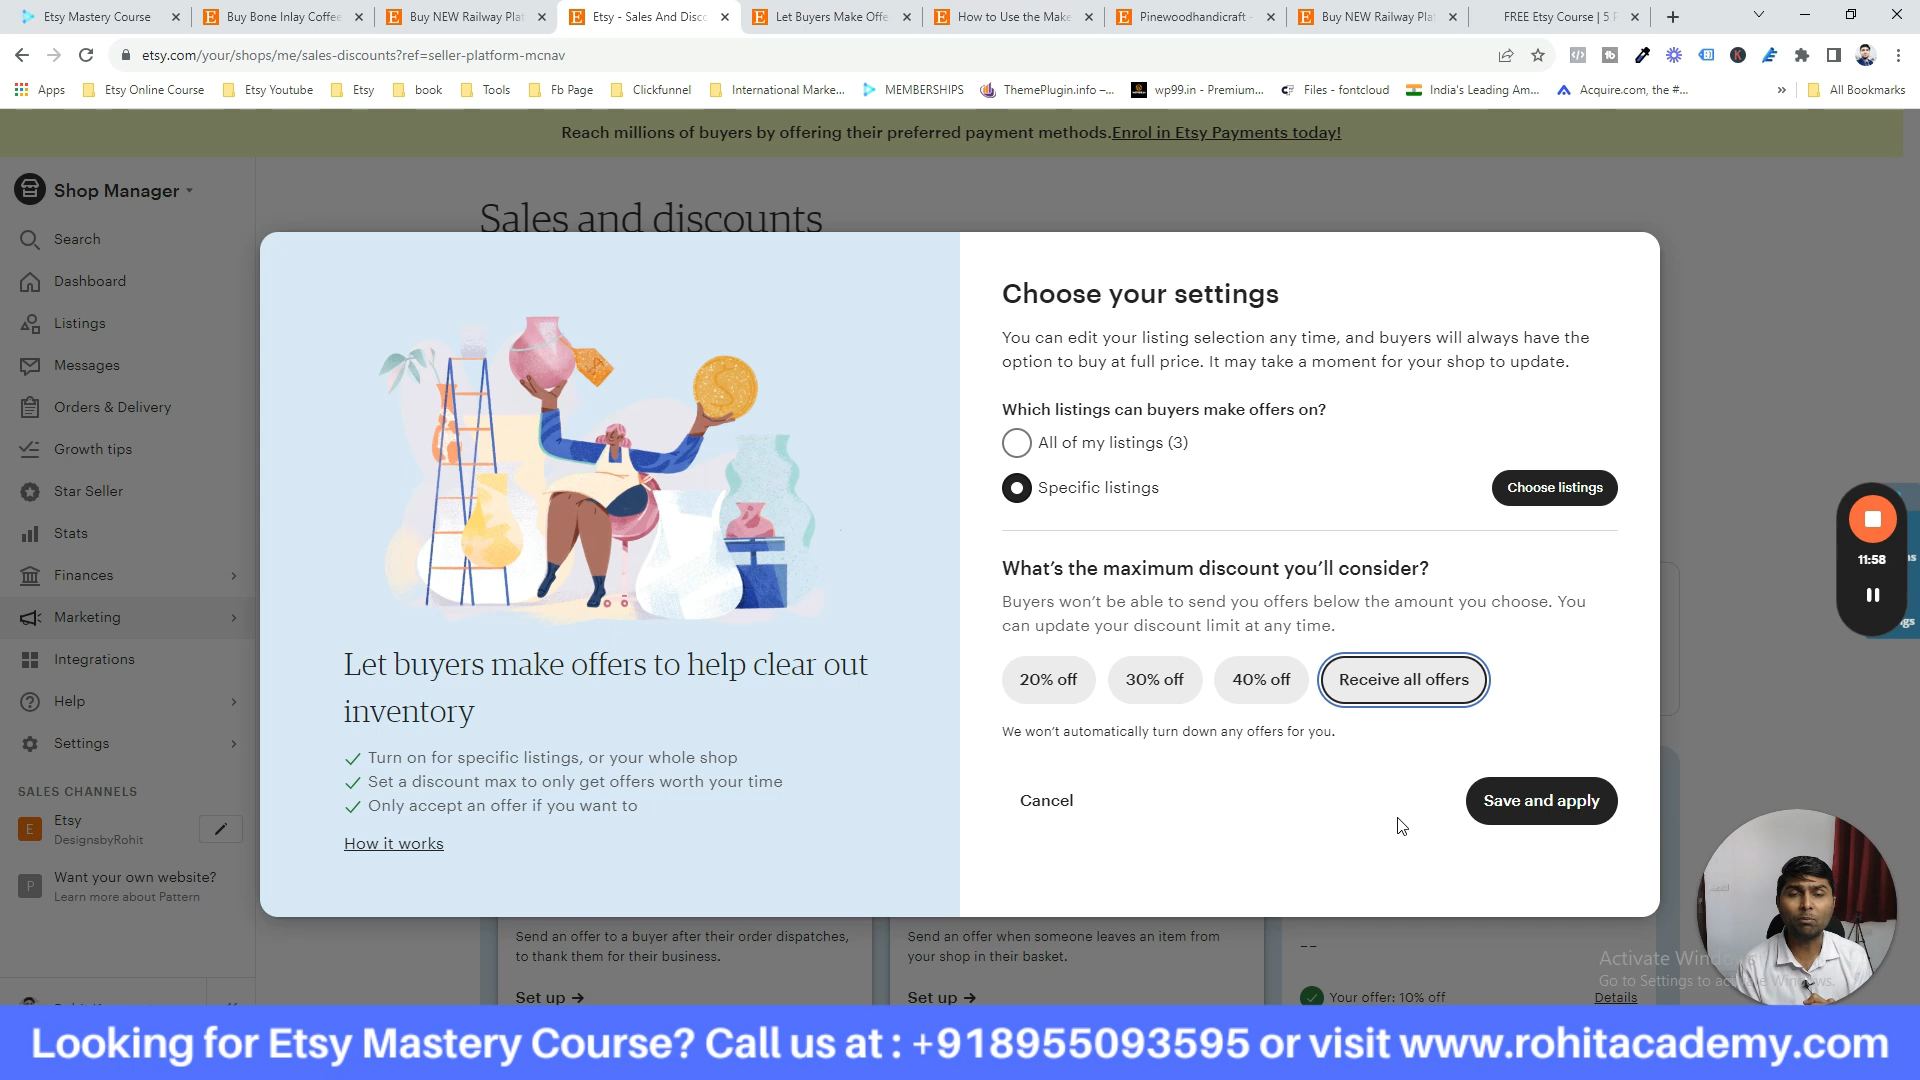 Etsy Mastery Course
Buy Bone Inlay Coffee
Buy NEW Railway Plat
Etsy - Sales And Disco
Let Buyers Make Offe
How to Use the Make
Pinewoodhandicraft -
Buy NEW Railway Plat
FREE Etsy Course | 5 F
etsy.com/your/shops/me/sales-discounts?ref=seller-platform-mcnav
Apps
Etsy Online Course
Etsy Youtube
Etsy
book
Tools
Fb Page
Clickfunnel
International Marke...
MEMBERSHIPS
ThemePlugin.info –...
wp99.in - Premium...
Files - fontcloud
India's Leading Am...
Acquire.com, the #...
»
All Bookmarks
Reach millions of buyers by offering their preferred payment methods.Enrol in Etsy Payments today!
Shop Manager
Search
Dashboard
Listings
Messages
Orders & Delivery
Growth tips
Star Seller
Stats
Finances
Marketing
Integrations
Help
Settings
SALES CHANNELS
E
Etsy
DesignsbyRohit
P
Want your own website?
Learn more about Pattern
Sales and discounts
Let buyers make offers to help clear out
inventory
Turn on for specific listings, or your whole shop
Set a discount max to only get offers worth your time
Only accept an offer if you want to
How it works
Choose your settings
You can edit your listing selection any time, and buyers will always have the
option to buy at full price. It may take a moment for your shop to update.
Which listings can buyers make offers on?
All of my listings (3)
Specific listings
Choose listings
What's the maximum discount you'll consider?
Buyers won't be able to send you offers below the amount you choose. You
can update your discount limit at any time.
20% off
30% off
40% off
Receive all offers
We won't automatically turn down any offers for you.
Cancel
Save and apply
11:58
Send an offer to a buyer after their order dispatches,
to thank them for their business.
Set up →
Send an offer when someone leaves an item from
your shop in their basket.
Set up →
--
Your offer: 10% off
Details
Activate Wind
Go to Settings to ac
Looking for Etsy Mastery Course? Call us at : +918955093595 or visit www.rohitacademy.com